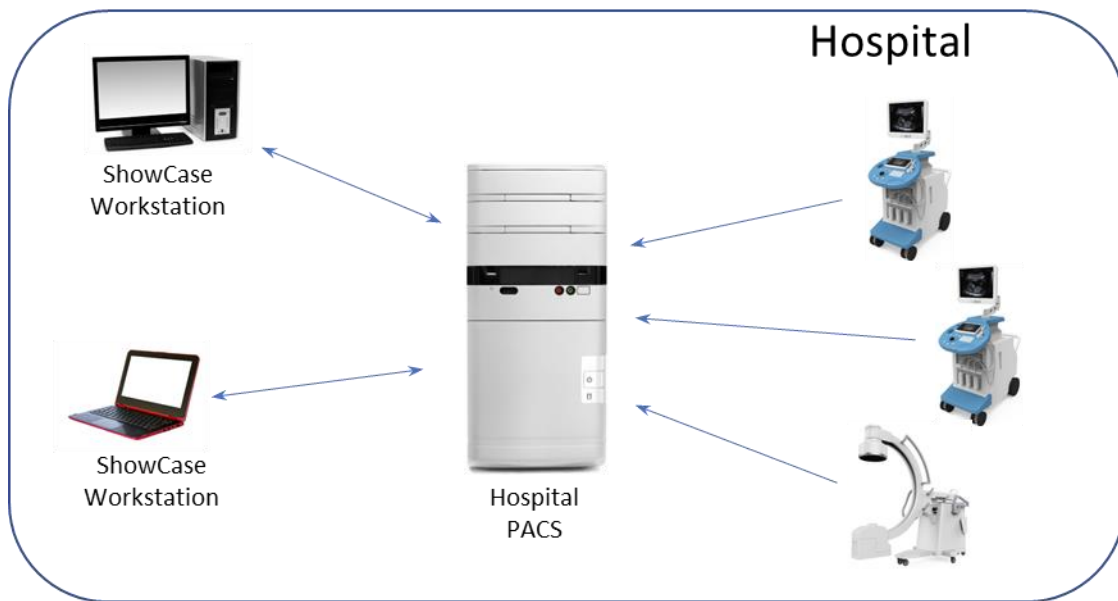 Hospital
ShowCase
Workstation
ShowCase
Workstation
Hospital
PACS